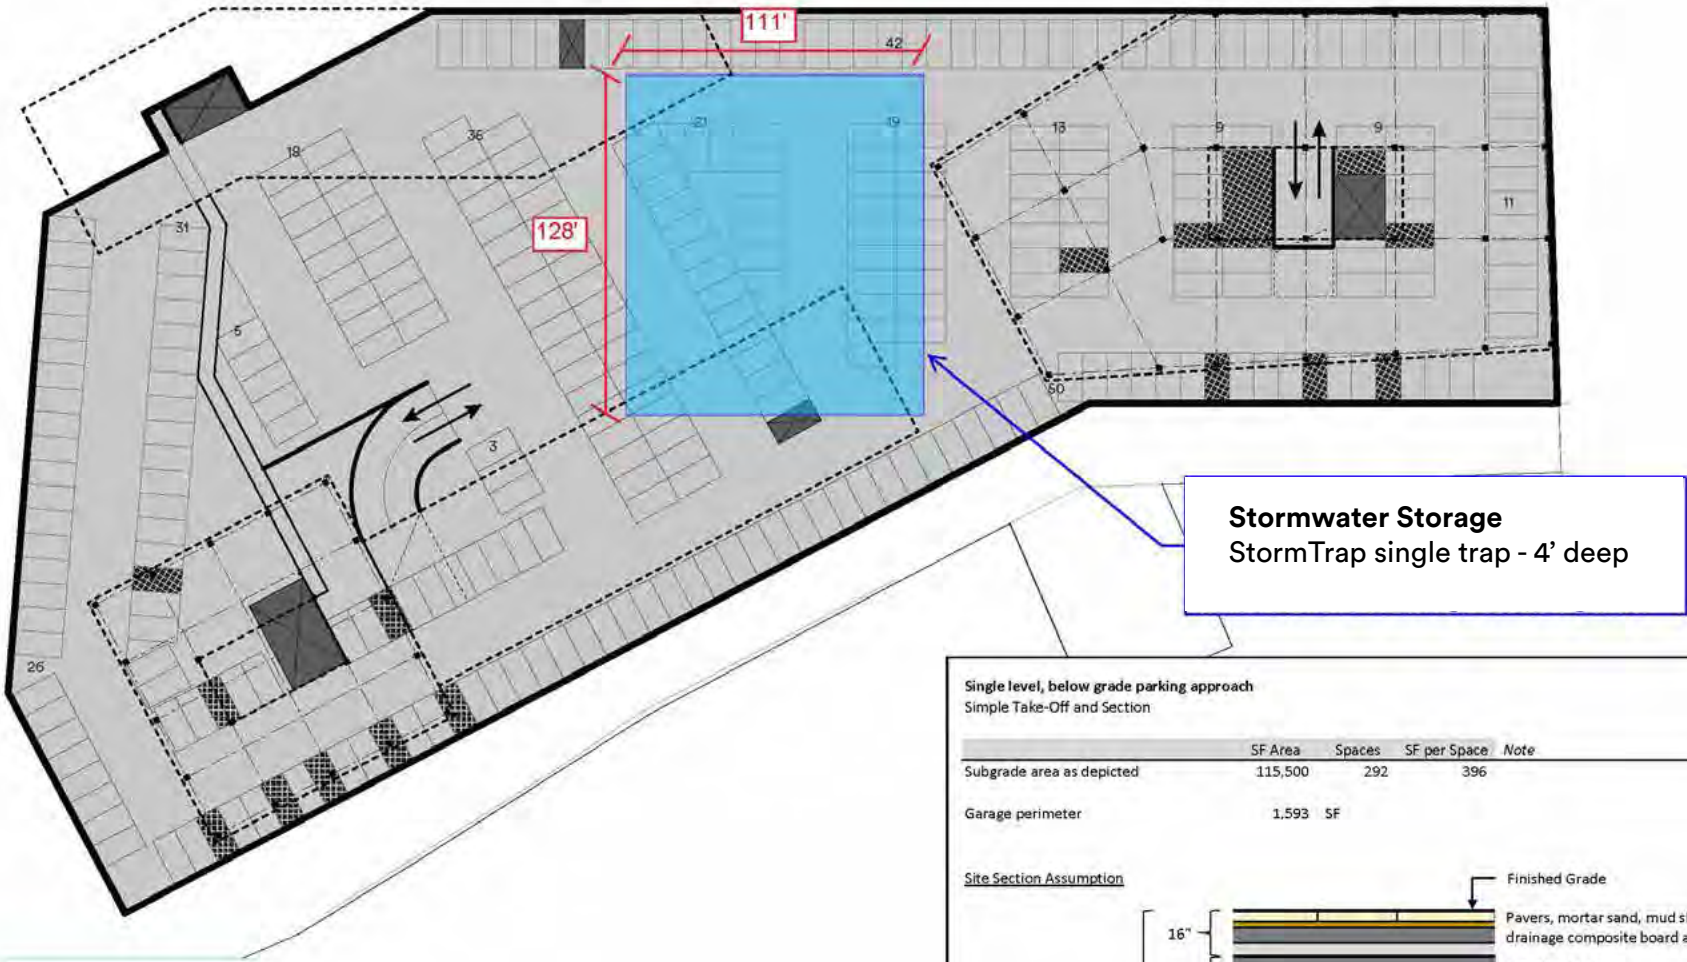 111'
42
128'
18
36
21
19
13
9
9
11
31
5
3
50
26
Stormwater Storage
StormTrap single trap - 4’ deep
Single level, below grade parking approach
Simple Take-Off and Section
SF Area Spaces SF per Space Note
Subgrade area as depicted 115,500 292 396
Garage perimeter 1,593 SF
Site Section Assumption
Finished Grade
16"
Pavers, mortar sand, mud
drainage composite board